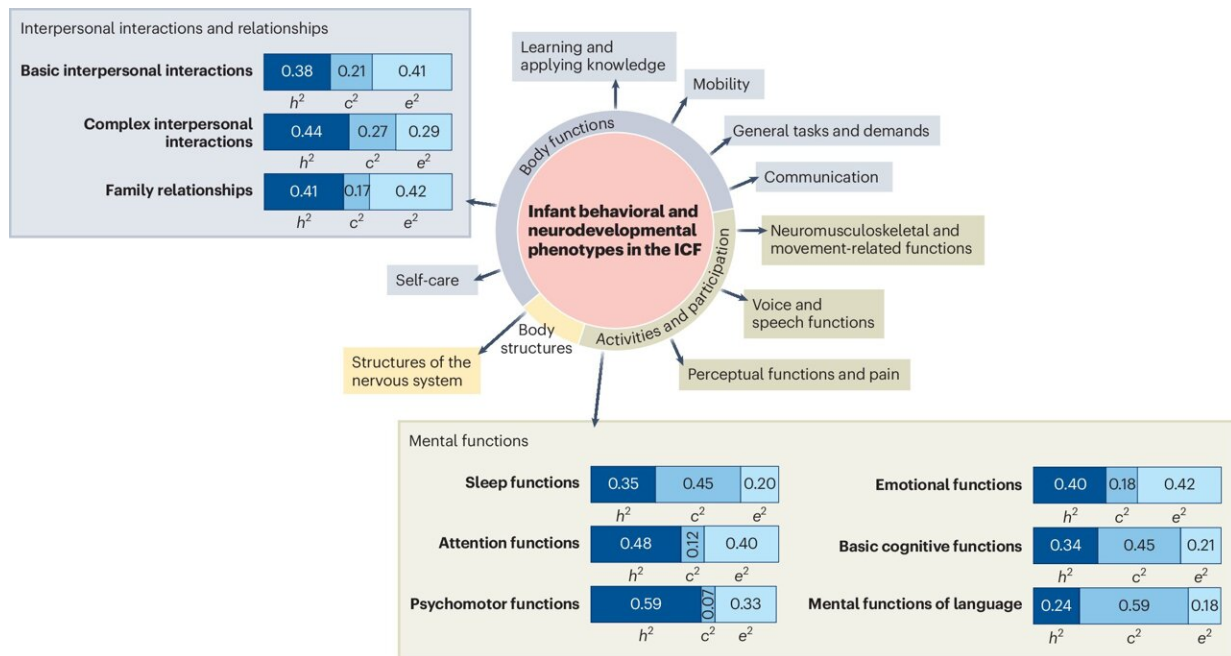 Interpersonal interactions and relationships
Basic interpersonal interactions
0.38 0.21 0.41
h² c² e²
Complex interpersonal
interactions
0.44 0.27 0.29
h² c² e²
Family relationships
0.41 0.17 0.42
h² c² e²
Learning and
applying knowledge
Mobility
General tasks and demands
Communication
Body functions
Infant behavioral and
neurodevelopmental
phenotypes in the ICF
Neuromusculoskeletal and
movement-related functions
Self-care
Voice and
speech functions
Activities and participation
Body
structures
Structures of the
nervous system
Perceptual functions and pain
Mental functions
Sleep functions
0.35 0.45 0.20
h² c² e²
Attention functions
0.48 0.12 0.40
h² c² e²
Psychomotor functions
0.59 0.07 0.33
h² c² e²
Emotional functions
0.40 0.18 0.42
h² c² e²
Basic cognitive functions
0.34 0.45 0.21
h² c² e²
Mental functions of language
0.24 0.59 0.18
h² c² e²